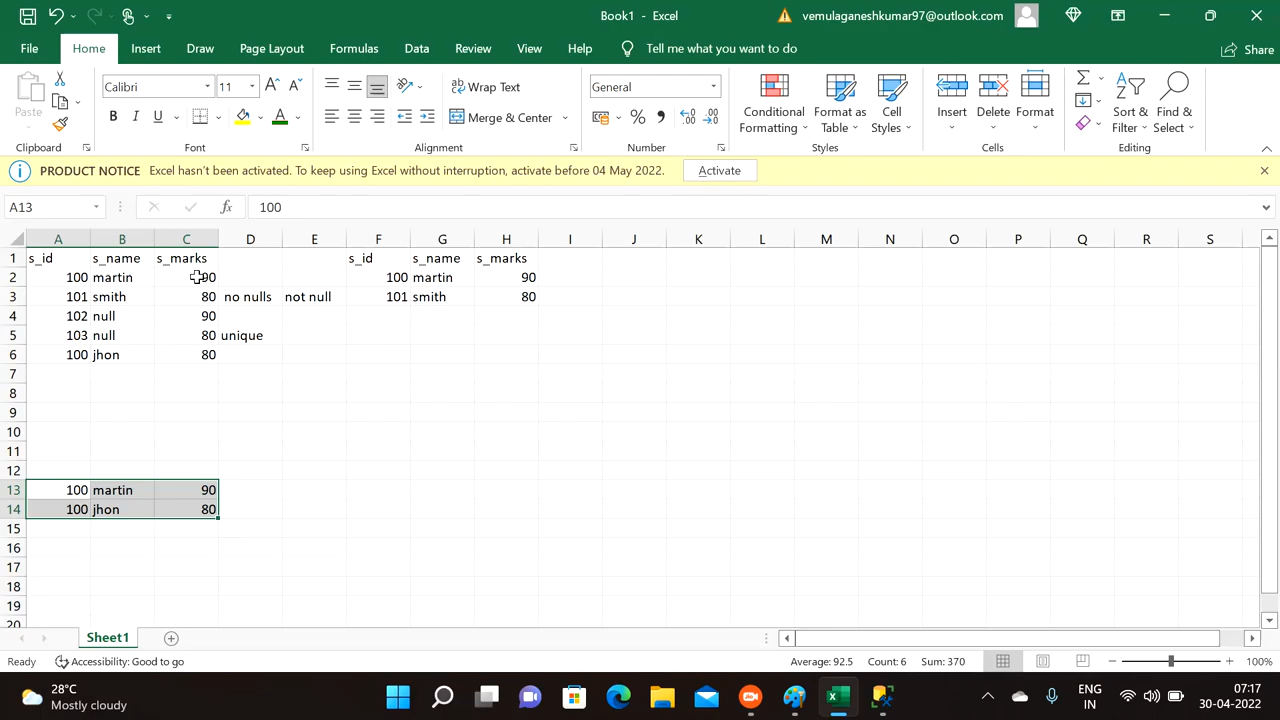 Book1 - Excel
vemulaganeshkumar97@outlook.com
File Home Insert Draw Page Layout Formulas Data Review View Help Tell me what you want to do Share
Paste
Calibri 11
B I U
A A A
ab Wrap Text
Merge & Center
General
% 9
Conditional Formatting
Format as Table
Cell Styles
Insert Delete Format
Sort & Filter
Find & Select
Clipboard Font Alignment Number Styles Cells Editing
PRODUCT NOTICE Excel hasn't been activated. To keep using Excel without interruption, activate before 04 May 2022. Activate
A13 fx 100
A B C D E F G H I J K L M N O P Q R S
1 s_id s_name s_marks s_id s_name s_marks
2 100 martin 90 100 martin 90
3 101 smith 80 no nulls not null 101 smith 80
4 102 null 90
5 103 null 80 unique
6 100 jhon 80
7
8
9
10
11
12
13 100 martin 90
14 100 jhon 80
15
16
17
18
19
20
Sheet1
Ready Accessibility: Good to go Average: 92.5 Count: 6 Sum: 370 100%
28°C
Mostly cloudy
ENG
IN
07:17
30-04-2022